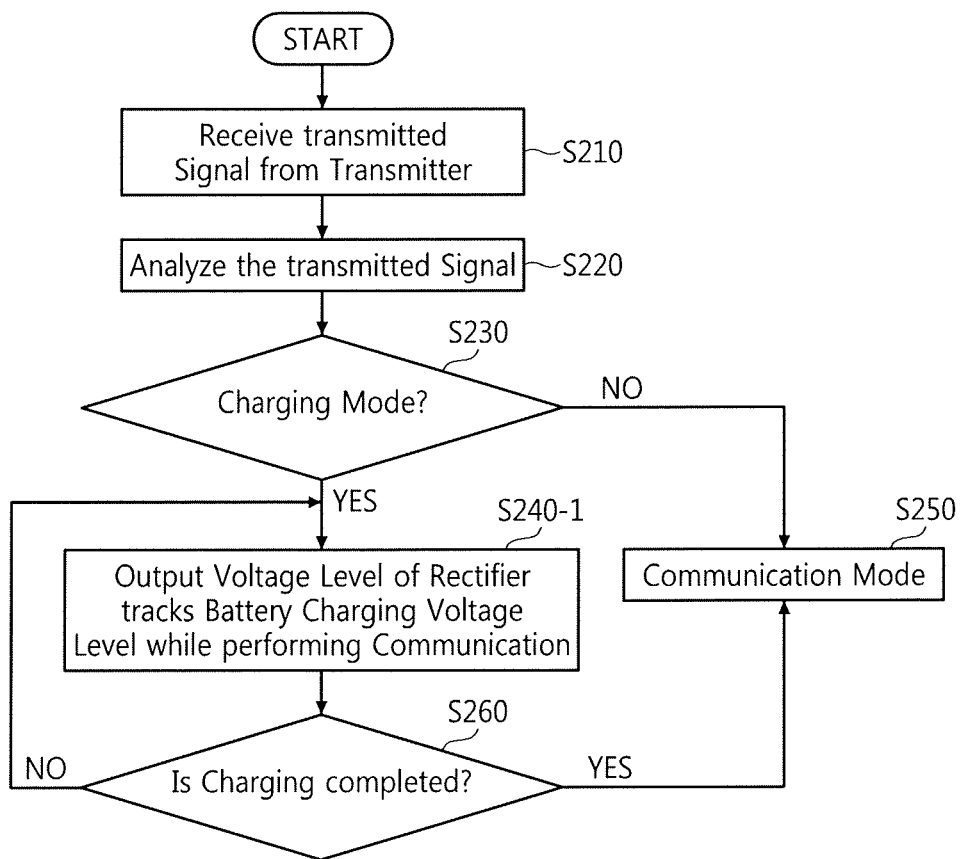 START
Receive transmitted
Signal from Transmitter
S210
Analyze the transmitted Signal
S220
S230
Charging Mode?
NO
YES
S240-1
Output Voltage Level of Rectifier
tracks Battery Charging Voltage
Level while performing Communication
S250
Communication Mode
S260
Is Charging completed?
NO
YES